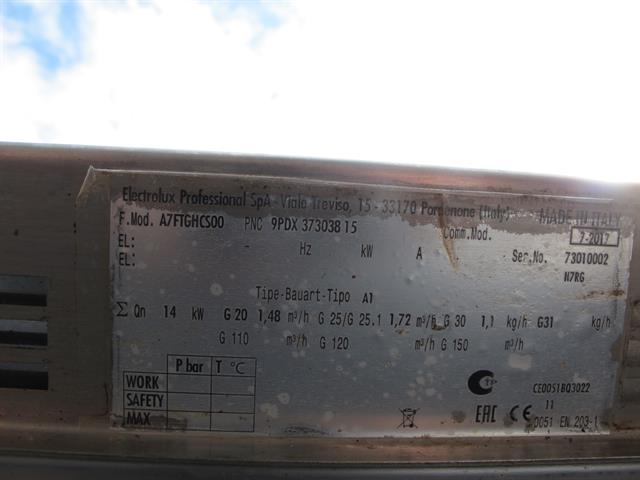 Electrolux Professional SpA - Viale Treviso, 15 - 33170 Pordenone (Italy) MADE IN ITALY
F.Mod. A7FTGHCS00 PNC 9PDX 373038 15 Comm.Mod. 7-2017
EL: - Hz kW A Ser.No. 73010002
EL: N7RG
Tipe-Bauart-Tipo A1
Σ Qn 14 kW G 20 1,48 m³/h G 25/G 25.1 1,72 m³/h G 30 1,1 kg/h G31 kg/h
G 110 m³/h G 120 m³/h G 150 m³/h
P bar T °C
WORK
SAFETY
MAX
CE0051BQ3022
EAC CE 11
0051 EN 203-1